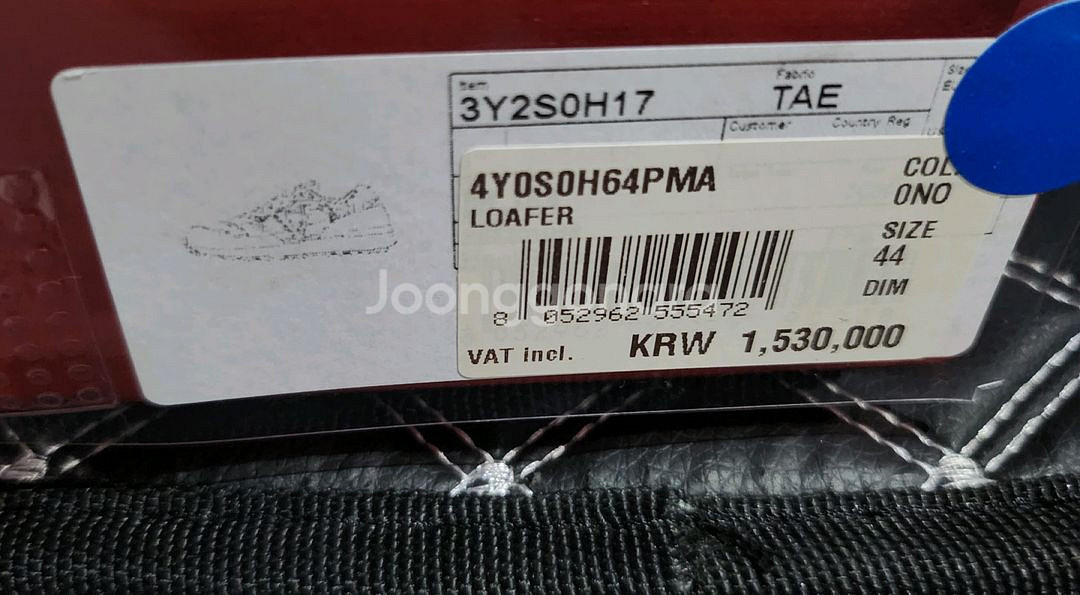 Item
3Y2S0H17
Fabric
TAE
Customer
Country Reg
4Y0S0H64PMA
LOAFER
COL
0NO
SIZE
44
DIM
8 052962 555472
VAT incl.
KRW 1,530,000
Joonggonara